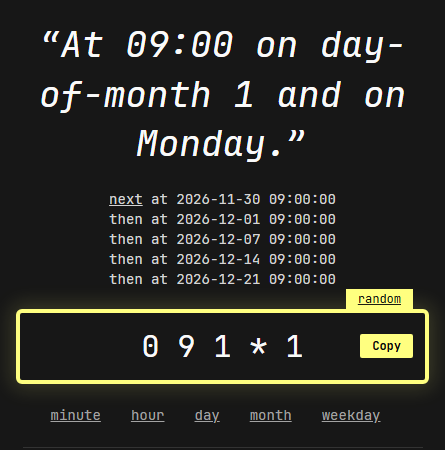 “At 09:00 on day-
of-month 1 and on
Monday.”
next at 2026-11-30 09:00:00
then at 2026-12-01 09:00:00
then at 2026-12-07 09:00:00
then at 2026-12-14 09:00:00
then at 2026-12-21 09:00:00
random
0 9 1 * 1
Copy
minute hour day month weekday